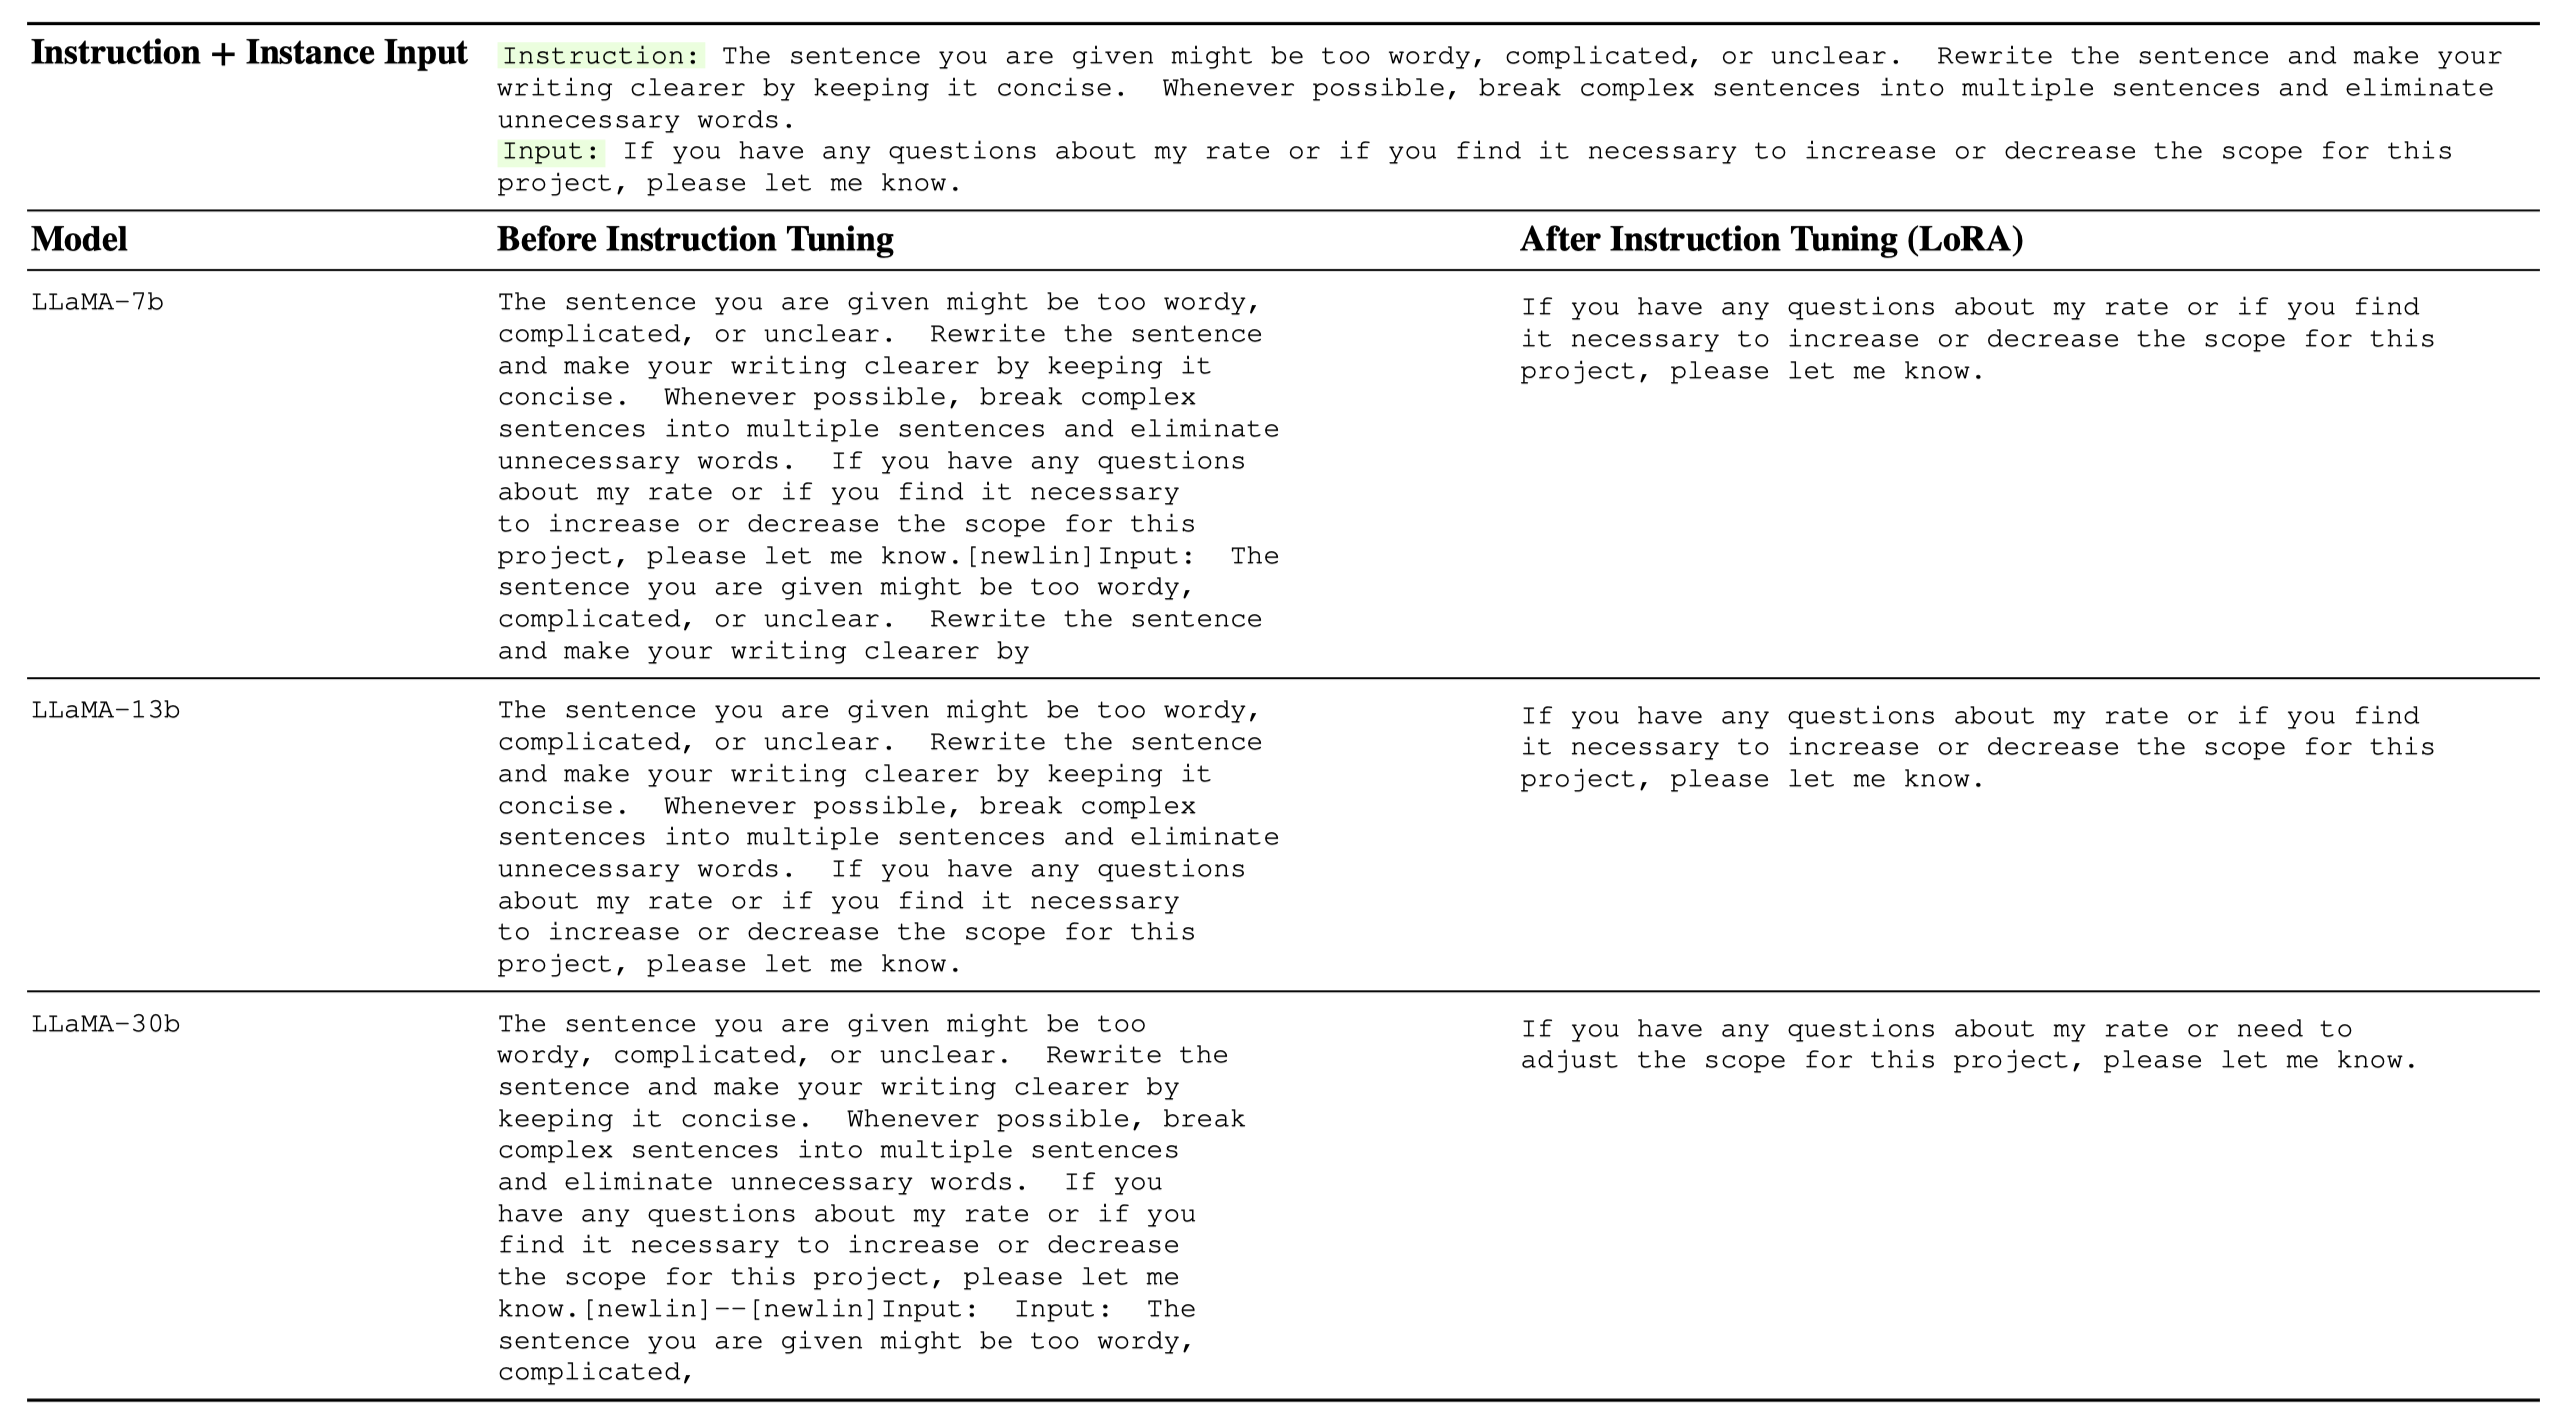 Instruction + Instance Input
Instruction: The sentence you are given might be too wordy, complicated, or unclear. Rewrite the sentence and make your
writing clearer by keeping it concise. Whenever possible, break complex sentences into multiple sentences and eliminate
unnecessary words.
Input: If you have any questions about my rate or if you find it necessary to increase or decrease the scope for this
project, please let me know.
Model
Before Instruction Tuning
After Instruction Tuning (LoRA)
LLaMA-7b
The sentence you are given might be too wordy,
complicated, or unclear. Rewrite the sentence
and make your writing clearer by keeping it
concise. Whenever possible, break complex
sentences into multiple sentences and eliminate
unnecessary words. If you have any questions
about my rate or if you find it necessary
to increase or decrease the scope for this
project, please let me know.[newlin]Input: The
sentence you are given might be too wordy,
complicated, or unclear. Rewrite the sentence
and make your writing clearer by
If you have any questions about my rate or if you find
it necessary to increase or decrease the scope for this
project, please let me know.
LLaMA-13b
The sentence you are given might be too wordy,
complicated, or unclear. Rewrite the sentence
and make your writing clearer by keeping it
concise. Whenever possible, break complex
sentences into multiple sentences and eliminate
unnecessary words. If you have any questions
about my rate or if you find it necessary
to increase or decrease the scope for this
project, please let me know.
If you have any questions about my rate or if you find
it necessary to increase or decrease the scope for this
project, please let me know.
LLaMA-30b
The sentence you are given might be too
wordy, complicated, or unclear. Rewrite the
sentence and make your writing clearer by
keeping it concise. Whenever possible, break
complex sentences into multiple sentences
and eliminate unnecessary words. If you
have any questions about my rate or if you
find it necessary to increase or decrease
the scope for this project, please let me
know.[newlin]--[newlin]Input: Input: The
sentence you are given might be too wordy,
complicated,
If you have any questions about my rate or need to
adjust the scope for this project, please let me know.